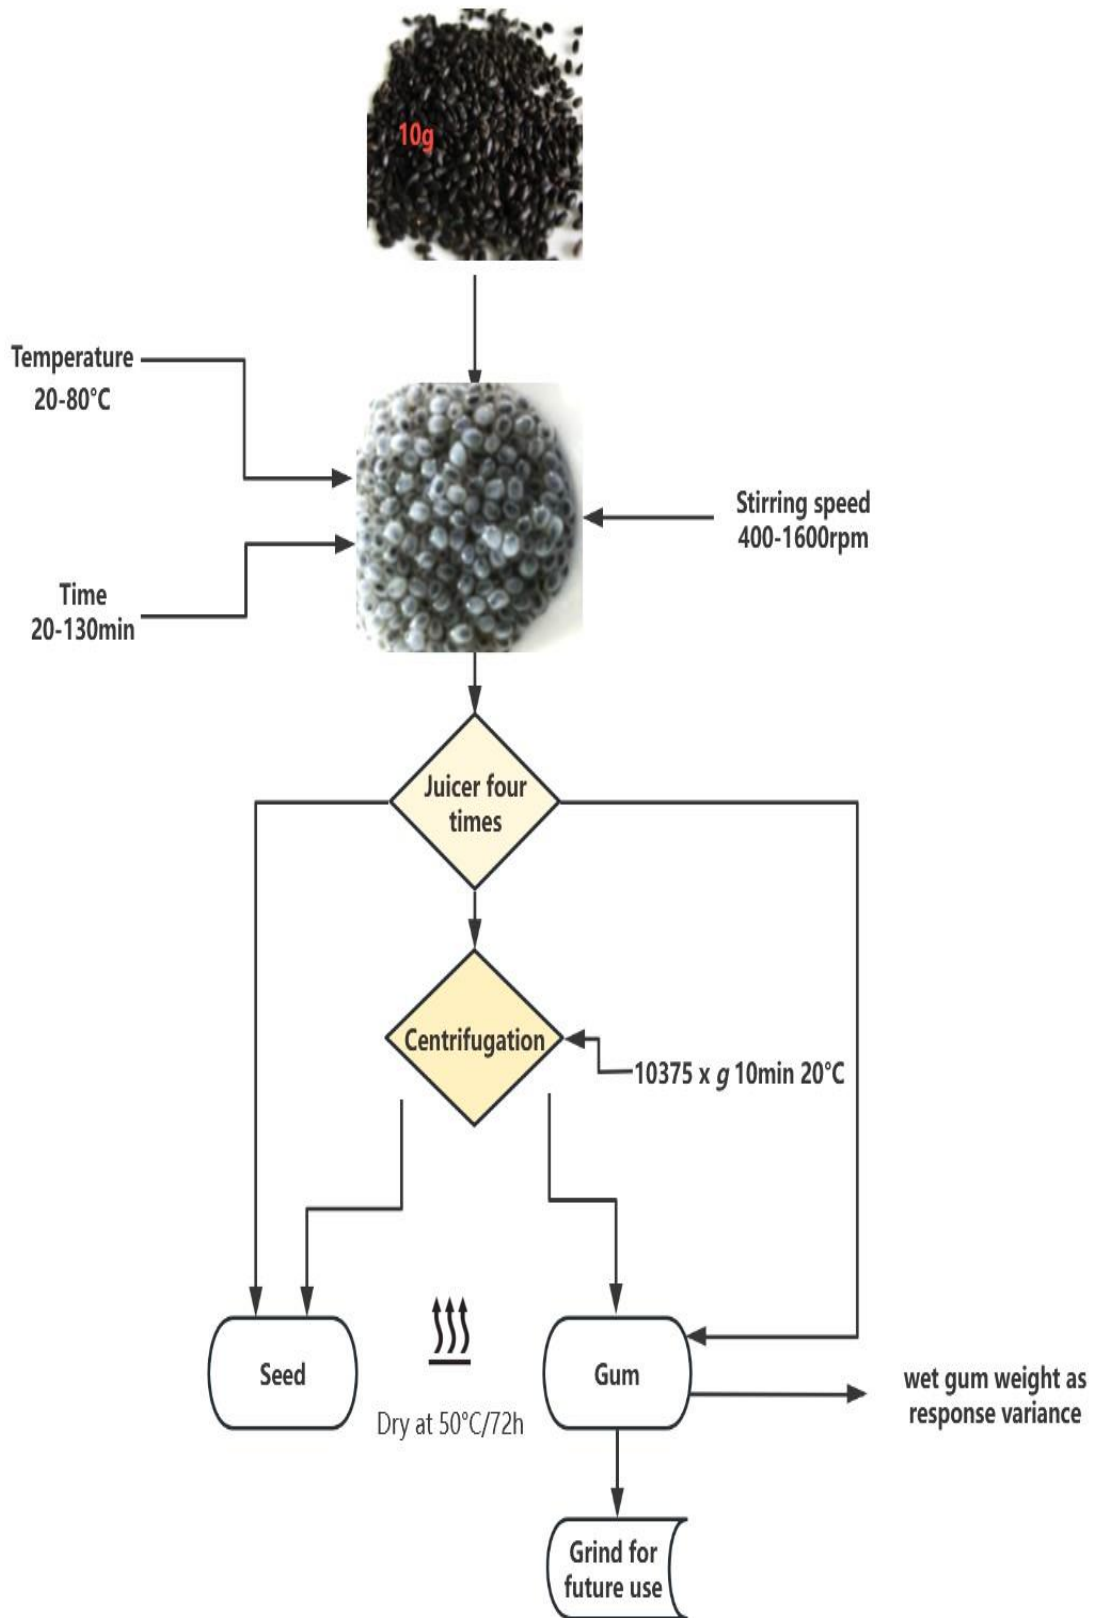 10g
Temperature
20-80°C
Stirring speed
400-1600rpm
Time
20-130min
Juicer four
times
Centrifugation
10375 x g 10min 20°C
Seed
Dry at 50°C/72h
Gum
wet gum weight as
response variance
Grind for
future use